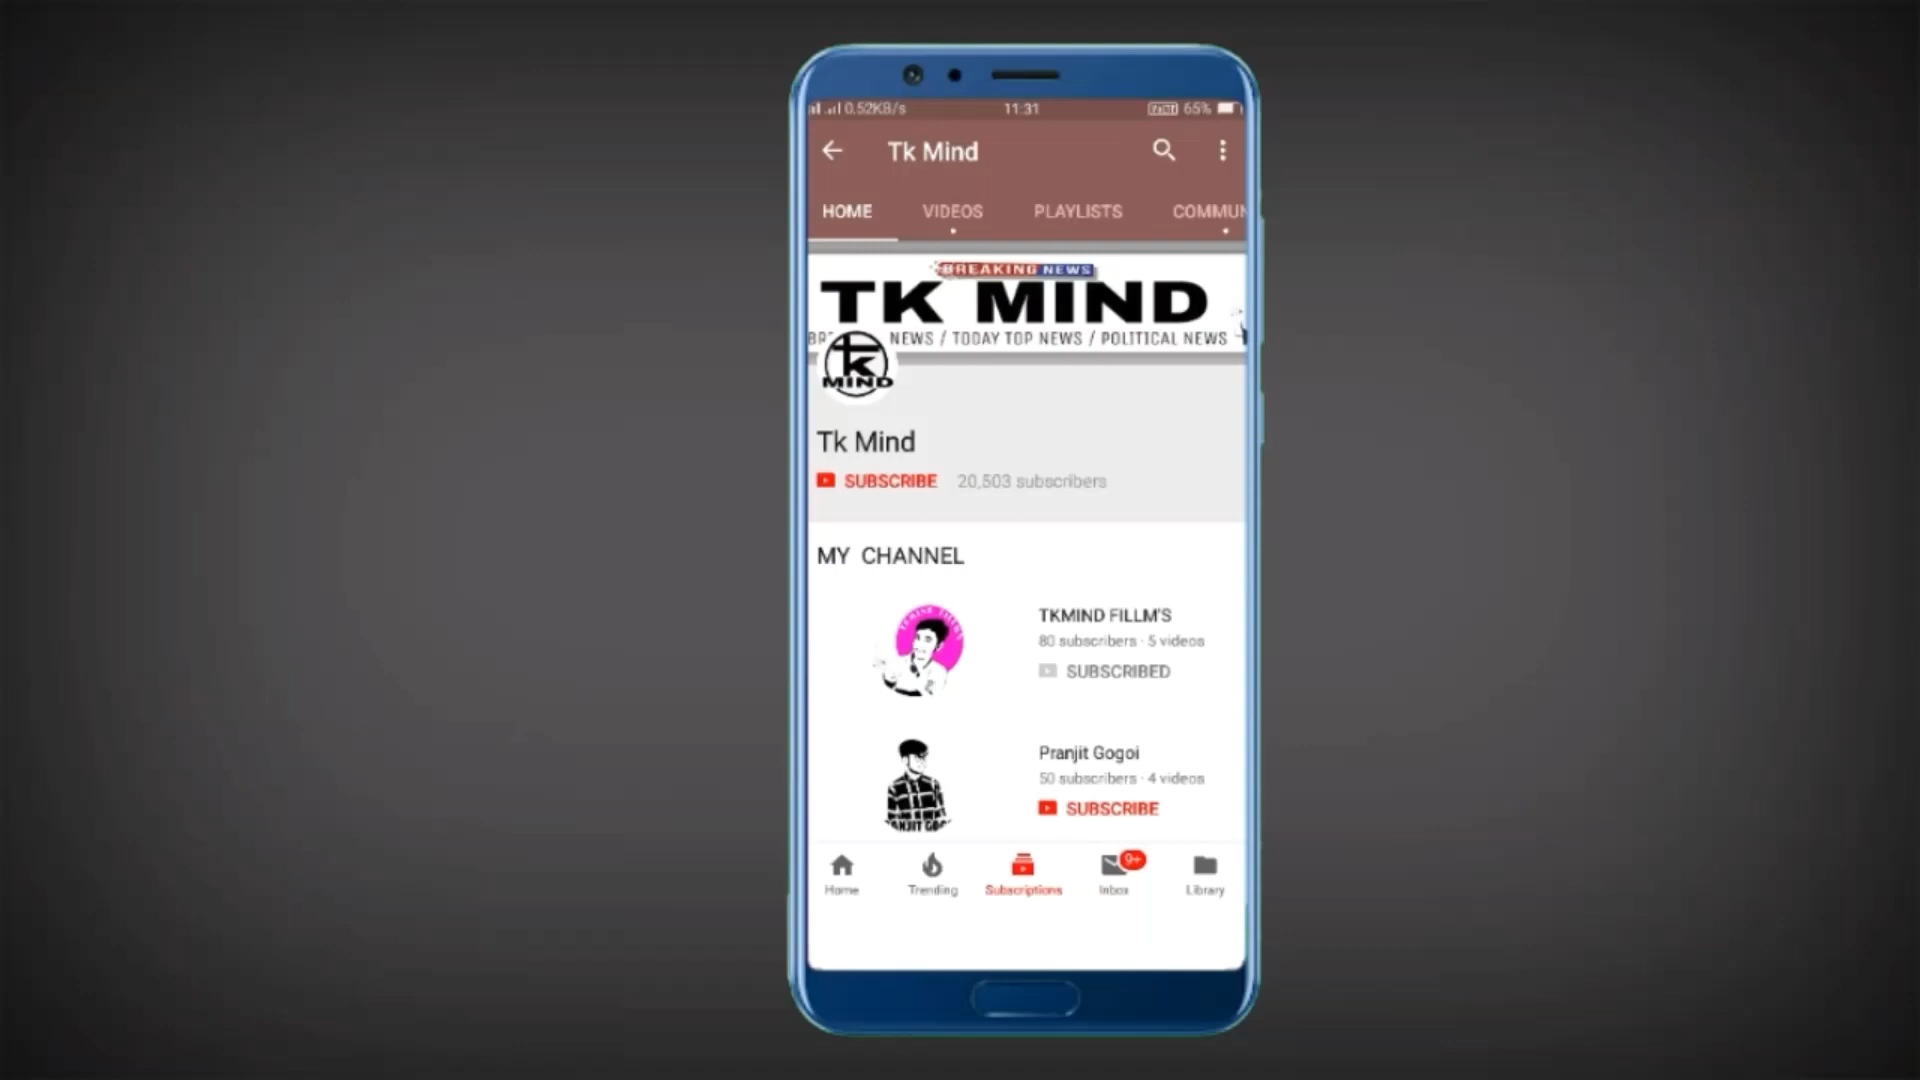 0.52KB/s 11:31 65%
Tk Mind
HOME VIDEOS PLAYLISTS COMMUN
BREAKING NEWS
TK MIND
NEWS / TODAY TOP NEWS / POLITICAL NEWS
tk
MIND
Tk Mind
SUBSCRIBE 20,503 subscribers
MY CHANNEL
TKMIND FILLM'S
80 subscribers · 5 videos
SUBSCRIBED
Pranjit Gogoi
50 subscribers · 4 videos
SUBSCRIBE
9+
Home Trending Subscriptions Inbox Library